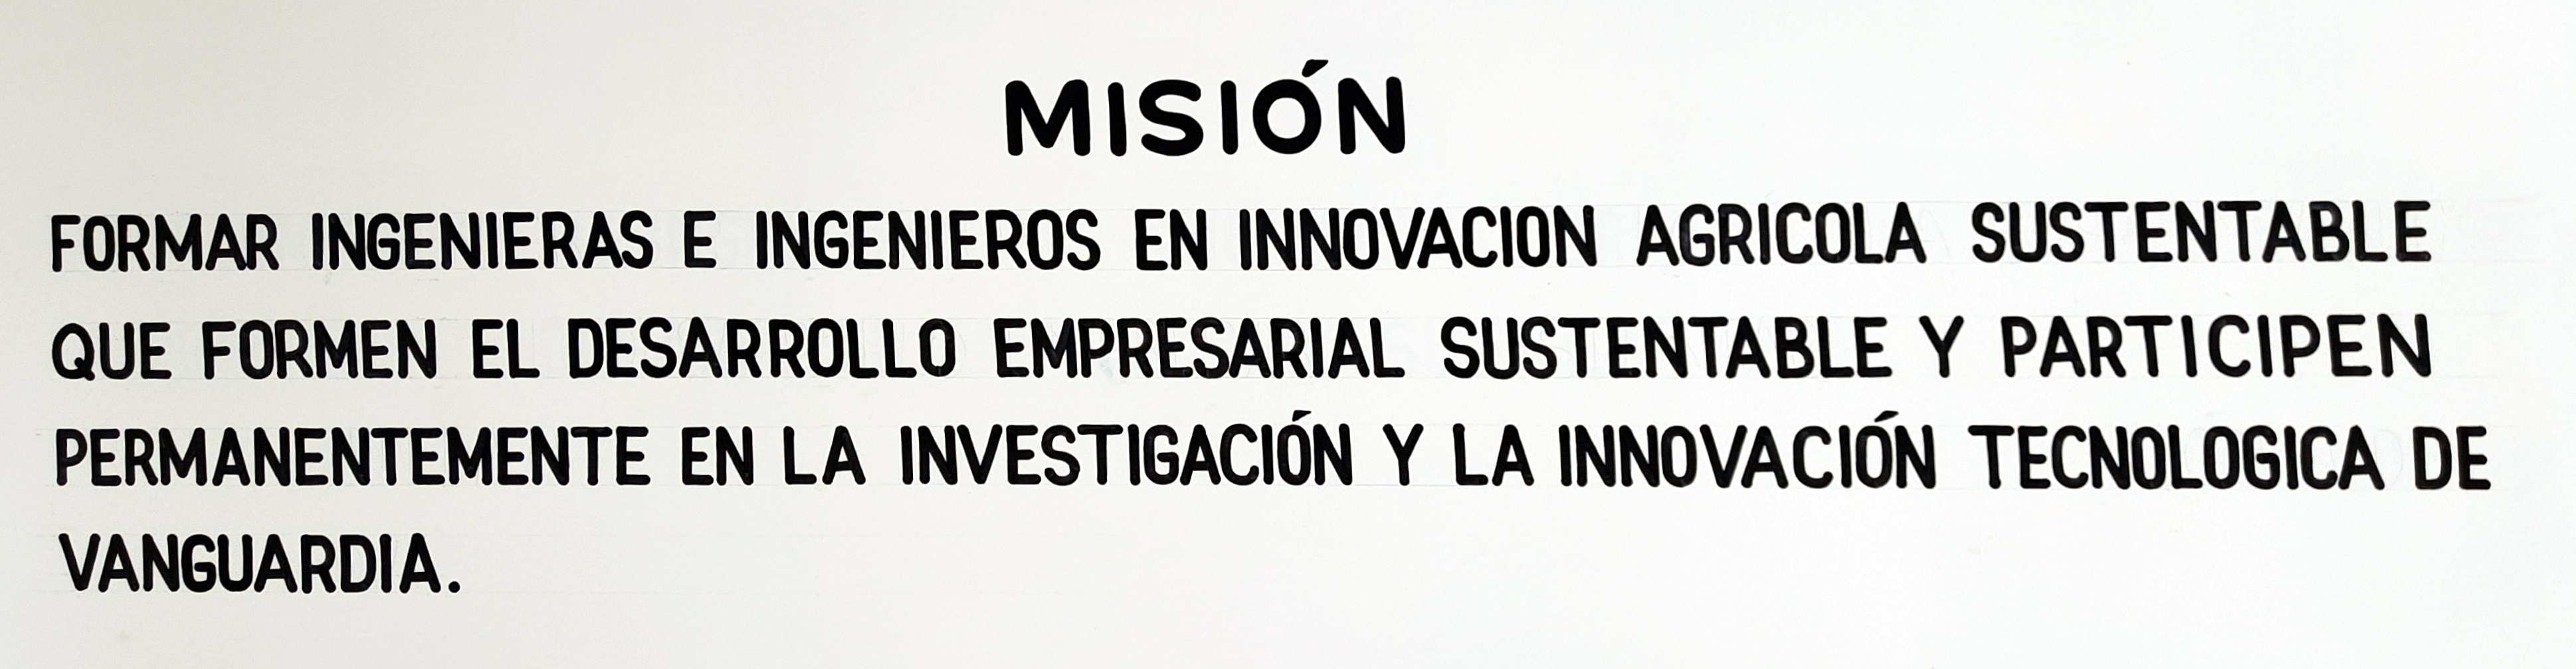 MISIÓN
FORMAR INGENIERAS E INGENIEROS EN INNOVACION AGRICOLA SUSTENTABLE
QUE FORMEN EL DESARROLLO EMPRESARIAL SUSTENTABLE Y PARTICIPEN
PERMANENTEMENTE EN LA INVESTIGACIÓN Y LA INNOVACIÓN TECNOLOGICA DE
VANGUARDIA.